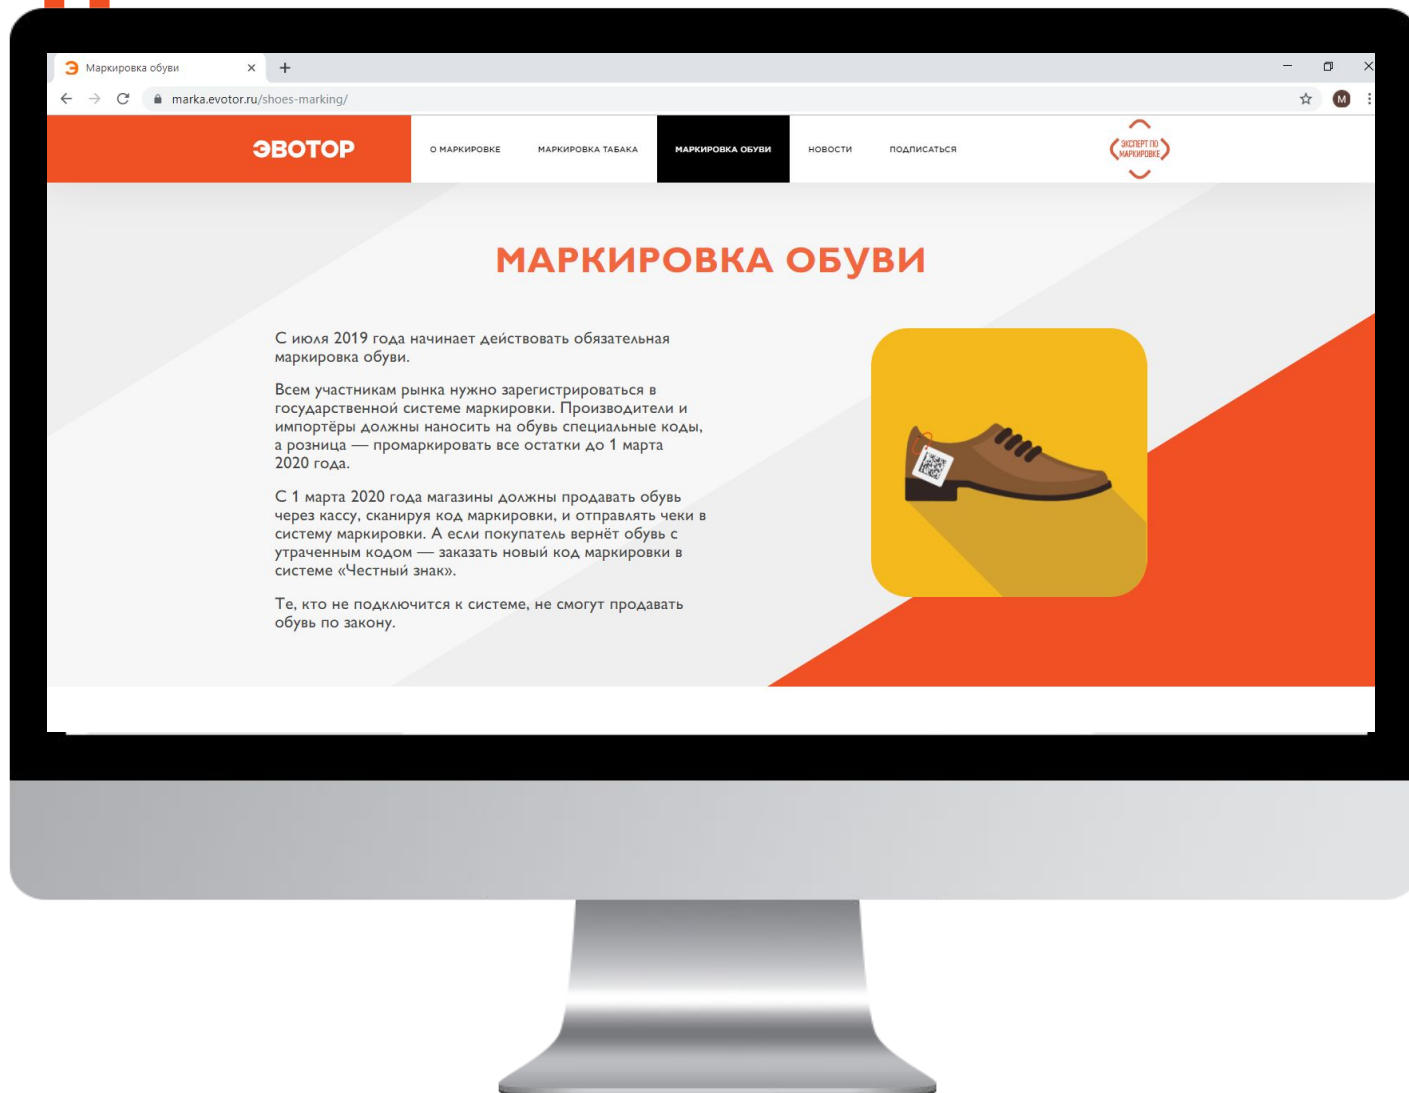 Маркировка обуви
marka.evotor.ru/shoes-marking/
М
ЭВОТОР
О МАРКИРОВКЕ
МАРКИРОВКА ТАБАКА
МАРКИРОВКА ОБУВИ
НОВОСТИ
ПОДПИСАТЬСЯ
ЭКСПЕРТ ПО
МАРКИРОВКЕ
МАРКИРОВКА ОБУВИ
С июля 2019 года начинает действовать обязательная
маркировка обуви.
Всем участникам рынка нужно зарегистрироваться в
государственной системе маркировки. Производители и
импортёры должны наносить на обувь специальные коды,
а розница — промаркировать все остатки до 1 марта
2020 года.
С 1 марта 2020 года магазины должны продавать обувь
через кассу, сканируя код маркировки, и отправлять чеки в
систему маркировки. А если покупатель вернёт обувь с
утраченным кодом — заказать новый код маркировки в
системе «Честный знак».
Те, кто не подключится к системе, не смогут продавать
обувь по закону.